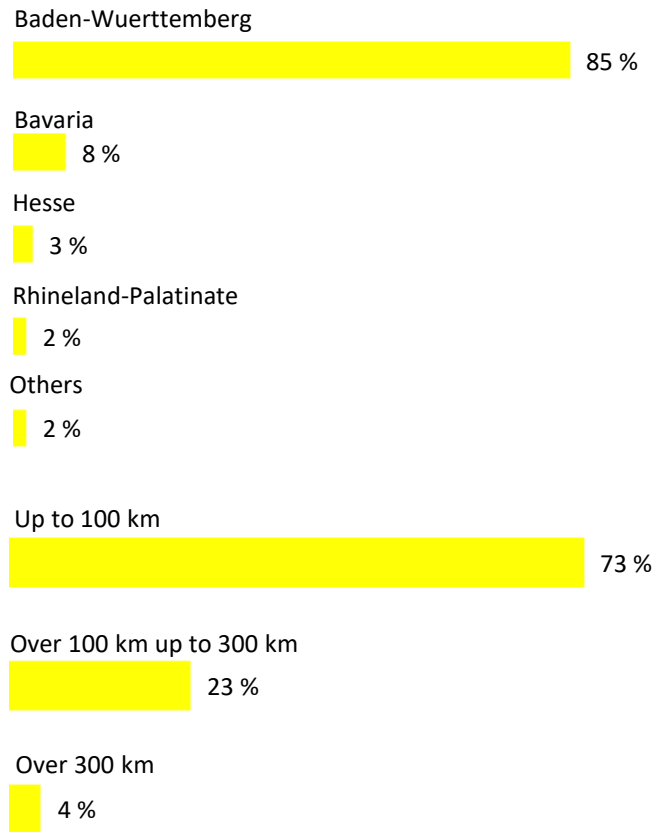 Baden-Wuerttemberg
85 %
Bavaria
8 %
Hesse
3 %
Rhineland-Palatinate
2 %
Others
2 %
Up to 100 km
73 %
Over 100 km up to 300 km
23 %
Over 300 km
4 %